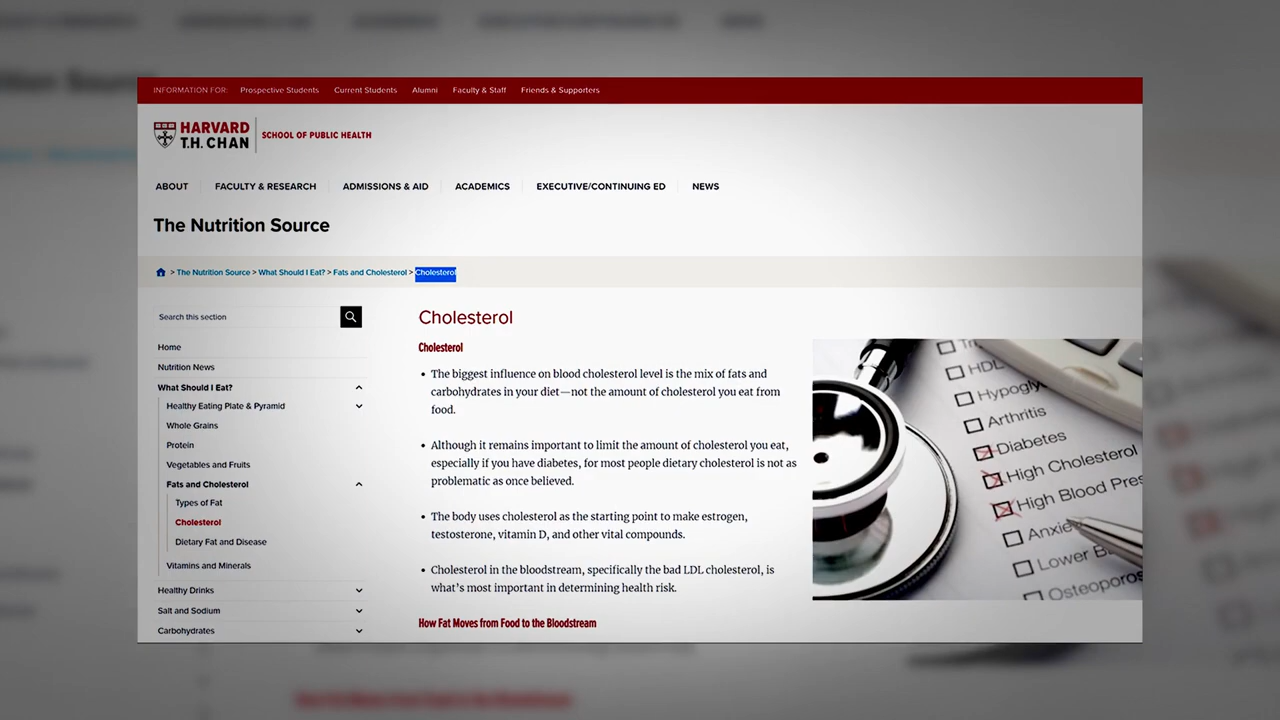 INFORMATION FOR: Prospective Students Current Students Alumni Faculty & Staff Friends & Supporters
HARVARD
T.H. CHAN
SCHOOL OF PUBLIC HEALTH
ABOUT FACULTY & RESEARCH ADMISSIONS & AID ACADEMICS EXECUTIVE/CONTINUING ED NEWS
The Nutrition Source
> The Nutrition Source > What Should I Eat? > Fats and Cholesterol > Cholesterol
Search this section
Home
Nutrition News
What Should I Eat?
Healthy Eating Plate & Pyramid
Whole Grains
Protein
Vegetables and Fruits
Fats and Cholesterol
Types of Fat
Cholesterol
Dietary Fat and Disease
Vitamins and Minerals
Healthy Drinks
Salt and Sodium
Carbohydrates
Cholesterol
Cholesterol
• The biggest influence on blood cholesterol level is the mix of fats and
carbohydrates in your diet—not the amount of cholesterol you eat from
food.
• Although it remains important to limit the amount of cholesterol you eat,
especially if you have diabetes, for most people dietary cholesterol is not as
problematic as once believed.
• The body uses cholesterol as the starting point to make estrogen,
testosterone, vitamin D, and other vital compounds.
• Cholesterol in the bloodstream, specifically the bad LDL cholesterol, is
what's most important in determining health risk.
How Fat Moves from Food to the Bloodstream
HDL
Hypogly
Arthritis
Diabetes
High Cholesterol
High Blood Pres
Anxie
Lower B
Osteoporos